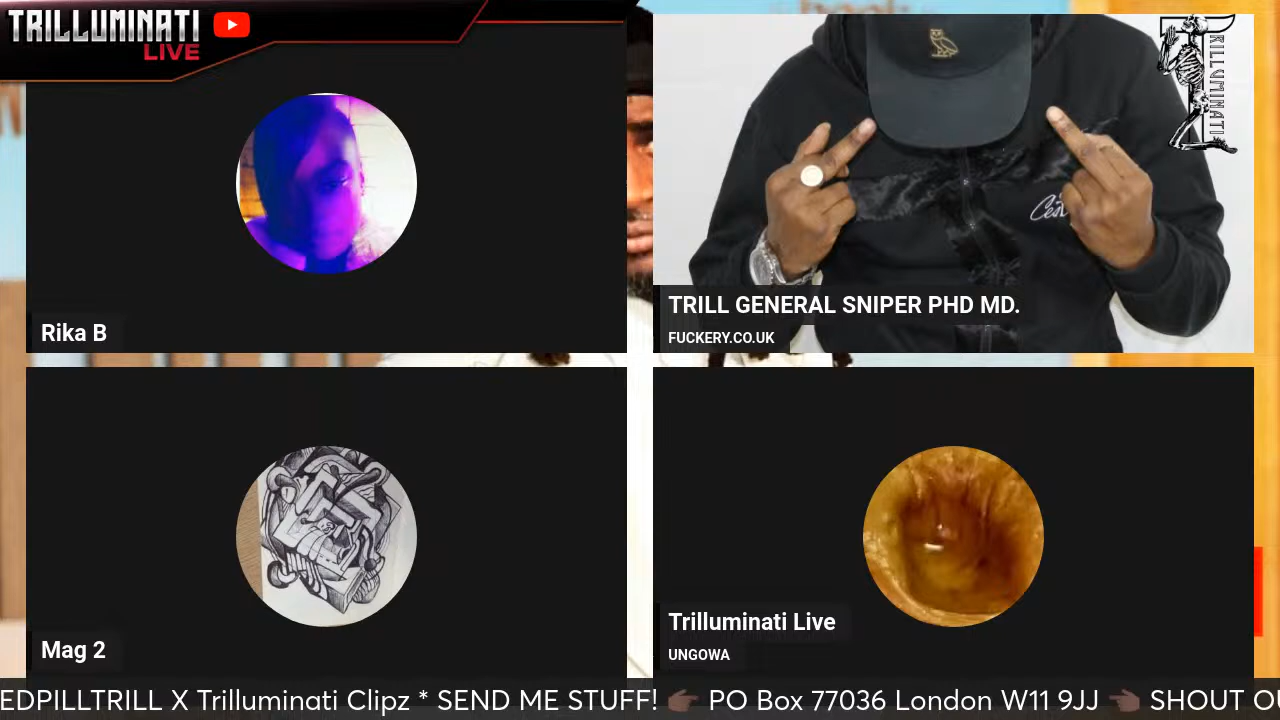 TRILLUMINATI
LIVE
TRILLUMINATI
Rika B
TRILL GENERAL SNIPER PHD MD.
FUCKERY.CO.UK
Mag 2
Trilluminati Live
UNGOWA
EDPILLTRILL X Trilluminati Clipz * SEND ME STUFF! 👉🏿 PO Box 77036 London W11 9JJ 👈🏿 SHOUT OU